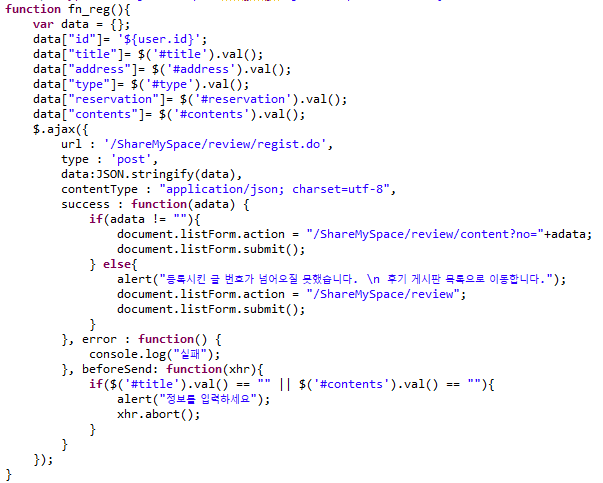 function fn_reg(){
    var data = {};
    data["id"]= '${user.id}';
    data["title"]= $('#title').val();
    data["address"]= $('#address').val();
    data["type"]= $('#type').val();
    data["reservation"]= $('#reservation').val();
    data["contents"]= $('#contents').val();
    $.ajax({
        url : '/ShareMySpace/review/regist.do',
        type : 'post',
        data:JSON.stringify(data),
        contentType : "application/json; charset=utf-8",
        success : function(adata) {
            if(adata != ""){
                document.listForm.action = "/ShareMySpace/review/content?no="+adata;
                document.listForm.submit();
            } else{
                alert("등록시킨 글 번호가 넘어오질 못했습니다. \n 후기 게시판 목록으로 이동합니다.");
                document.listForm.action = "/ShareMySpace/review";
                document.listForm.submit();
            }
        }, error : function() {
            console.log("실패");
        }, beforeSend: function(xhr){
            if($('#title').val() == "" || $('#contents').val() == ""){
                alert("정보를 입력하세요");
                xhr.abort();
            }
        }
    });
}